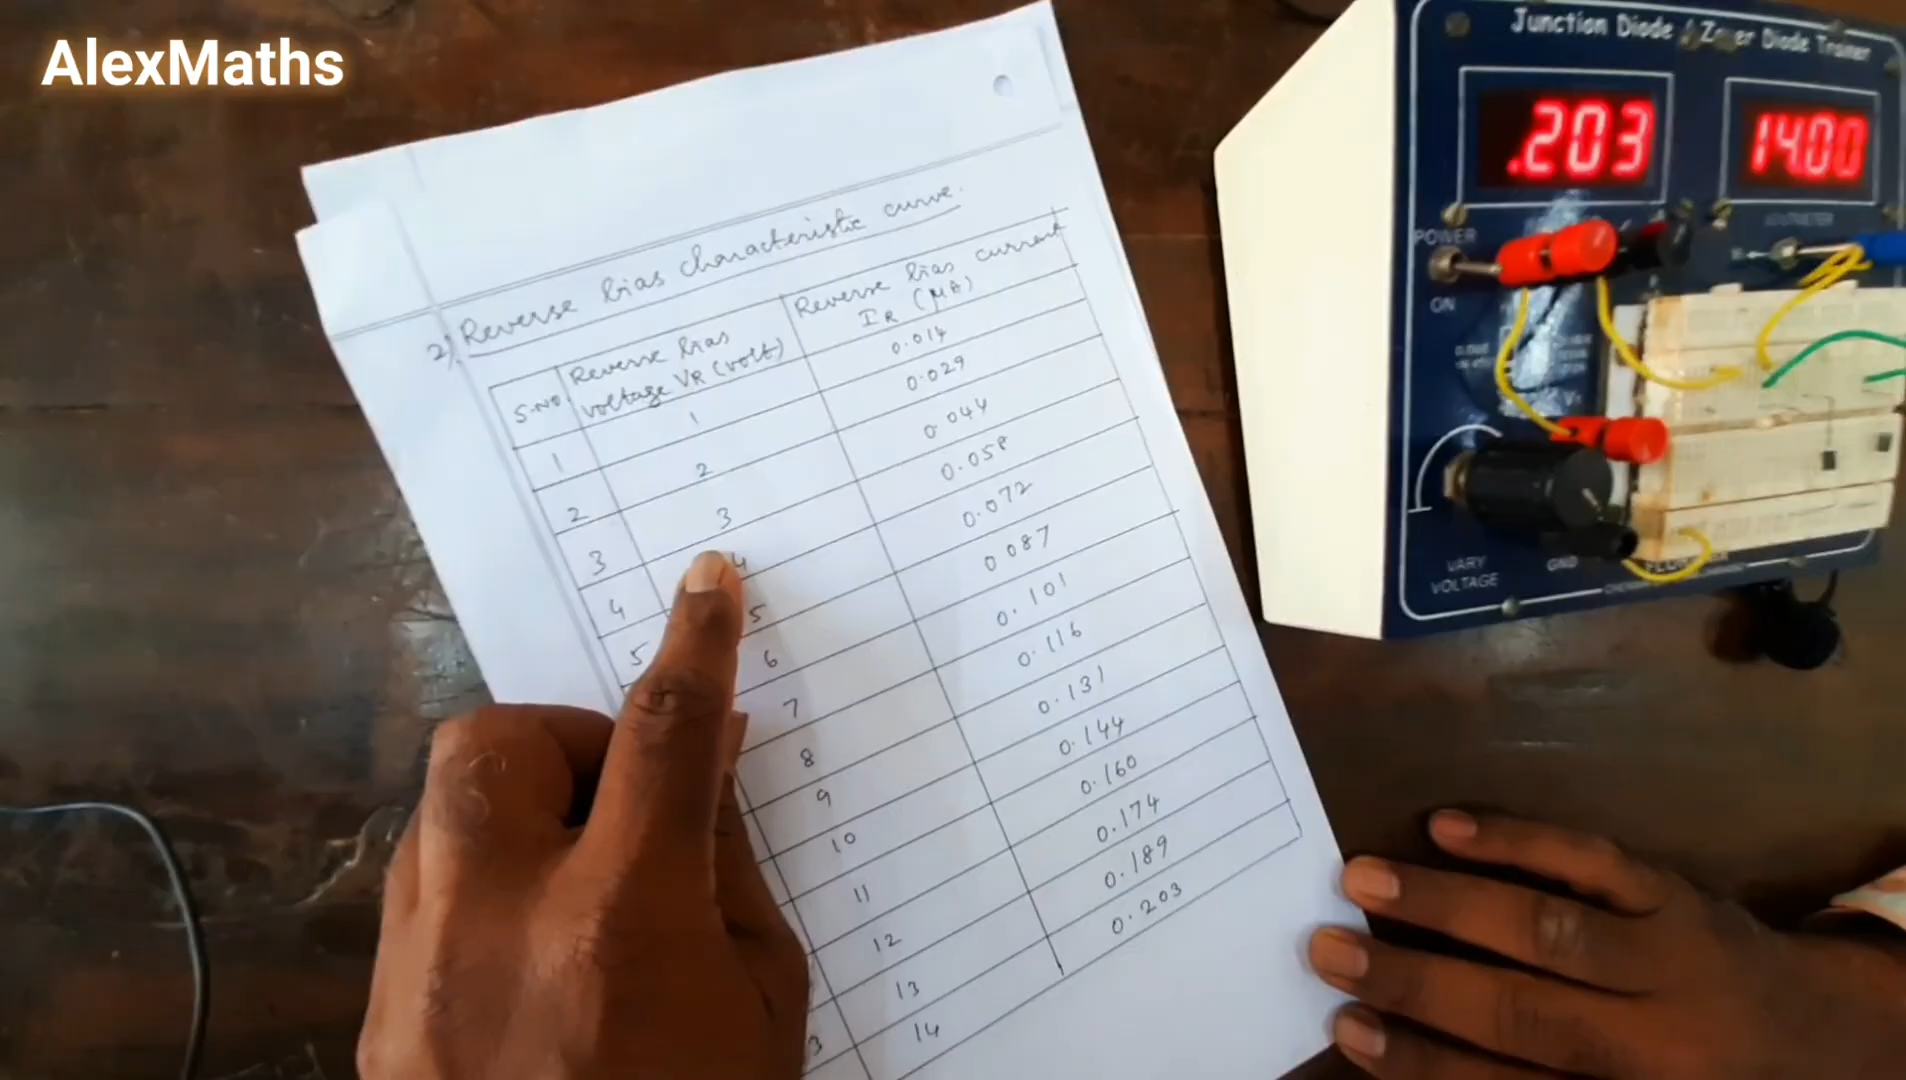 AlexMaths
Junction Diode / Zener Diode Trainer
.203
14.00
POWER
ON
VARY
VOLTAGE
GND
2) Reverse bias characteristic curve.
S.NO. Reverse bias voltage VR (volt) Reverse bias current IR (μA)
1 1 0.014
2 2 0.029
3 3 0.044
4 4 0.058
5 5 0.072
6 0.087
7 0.101
8 0.116
9 0.131
10 0.144
11 0.160
12 0.174
13 0.189
14 0.203